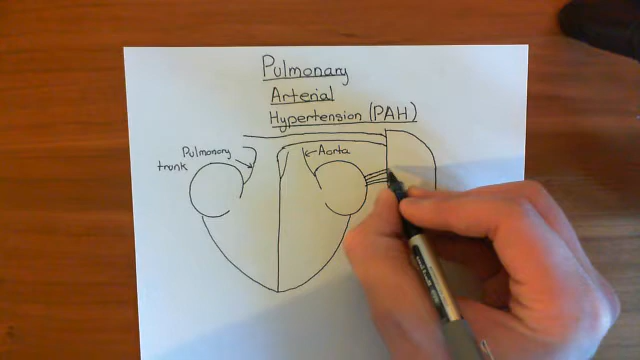 Pulmonary
Arterial
Hypertension (PAH)
Pulmonary
trunk
Aorta